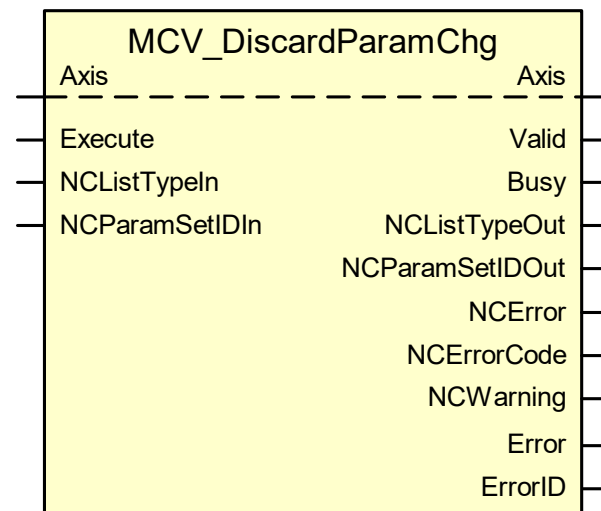 MCV_DiscardParamChg
Axis Axis
Execute Valid
NCListTypeIn Busy
NCParamSetIDIn NCListTypeOut
NCParamSetIDOut
NCError
NCErrorCode
NCWarning
Error
ErrorID